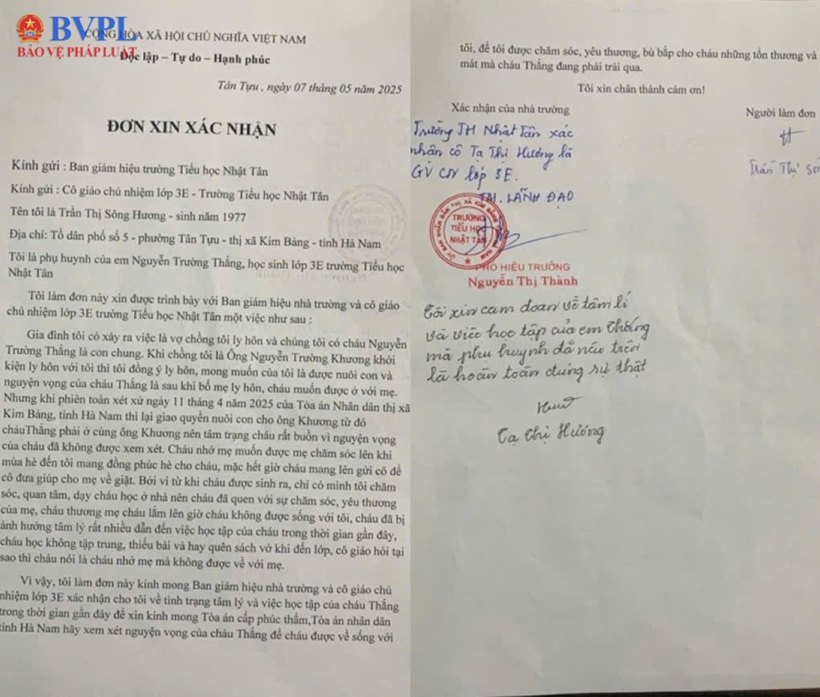 BVPL
BẢO VỆ PHÁP LUẬT
CỘNG HÒA XÃ HỘI CHỦ NGHĨA VIỆT NAM
Độc lập – Tự do – Hạnh phúc
Tân Tựu, ngày 07 tháng 05 năm 2025
ĐƠN XIN XÁC NHẬN
Kính gửi : Ban giám hiệu trường Tiểu học Nhật Tân
Kính gửi : Cô giáo chủ nhiệm lớp 3E - Trường Tiểu học Nhật Tân
Tên tôi là Trần Thị Sông Hương - sinh năm 1977
Địa chỉ: Tổ dân phố số 5 - phường Tân Tựu - thị xã Kim Bảng - tỉnh Hà Nam
Tôi là phụ huynh của em Nguyễn Trường Thắng, học sinh lớp 3E trường Tiểu học
Nhật Tân
Tôi làm đơn này xin được trình bày với Ban giám hiệu nhà trường và cô giáo
chủ nhiệm lớp 3E trường Tiểu học Nhật Tân một việc như sau :
Gia đình tôi có xảy ra việc là vợ chồng tôi ly hôn và chúng tôi có cháu Nguyễn
Trường Thắng là con chung. Khi chồng tôi là Ông Nguyễn Trường Khương khởi
kiện ly hôn với tôi thì tôi đồng ý ly hôn, mong muốn của tôi là được nuôi con và
nguyện vọng của cháu Thắng là sau khi bố mẹ ly hôn, cháu muốn được ở với mẹ.
Nhưng khi phiên toàn xét xử ngày 11 tháng 4 năm 2025 của Tòa án Nhân dân thị xã
Kim Bảng, tỉnh Hà Nam thì lại giao quyền nuôi con cho ông Khương từ đó
cháuThắng phải ở cùng ông Khương nên tâm trạng cháu rất buồn vì nguyện vọng
của cháu đã không được xem xét. Cháu nhớ mẹ muốn được mẹ chăm sóc lên khi
mùa hè đến tôi mang đồng phúc hè cho cháu, mặc hết giờ cháu mang lên gửi cô để
cô đưa giúp cho mẹ về giặt. Bởi vì từ khi cháu được sinh ra, chỉ có mình tôi chăm
sóc, quan tâm, dạy cháu học ở nhà nên cháu đã quen với sự chăm sóc, yêu thương
của mẹ, cháu thương mẹ cháu lắm lên giờ cháu không được sống với tôi, cháu đã bị
ảnh hưởng tâm lý rất nhiều dẫn đến việc học tập của cháu trong thời gian gần đây,
cháu học không tập trung, thiếu bài và hay quên sách vở khi đến lớp, cô giáo hỏi tại
sao thì cháu nói là cháu nhớ mẹ mà không được về với mẹ.
Vì vậy, tôi làm đơn này kính mong Ban giám hiệu nhà trường và cô giáo chủ
nhiệm lớp 3E xác nhận cho tôi về tình trạng tâm lý và việc học tập của cháu Thắng
trong thời gian gần đây để xin kính mong Tòa án cấp phúc thẩm,Tòa án nhân dân
tỉnh Hà Nam hãy xem xét nguyện vọng của cháu Thắng để cháu được về sống với
tôi, để tôi được chăm sóc, yêu thương, bù bắp cho cháu những tổn thương và
mát mà cháu Thắng đang phải trải qua.
Tôi xin chân thành cảm ơn!
Xác nhận của nhà trường
Người làm đơn
Trường TH Nhật Tân xác
nhận cô Tạ Thị Hương là
GV CN lớp 3E.
TM. LÃNH ĐẠO
TRƯỜNG
TIỂU HỌC
NHẬT TÂN
PHÓ HIỆU TRƯỞNG
Nguyễn Thị Thành
Trần Thị
Tôi xin cam đoan về tâm lí
và việc học tập của em Thắng
mà phụ huynh đã nêu trên
là hoàn toàn đúng sự thật
Tạ Thị Hương